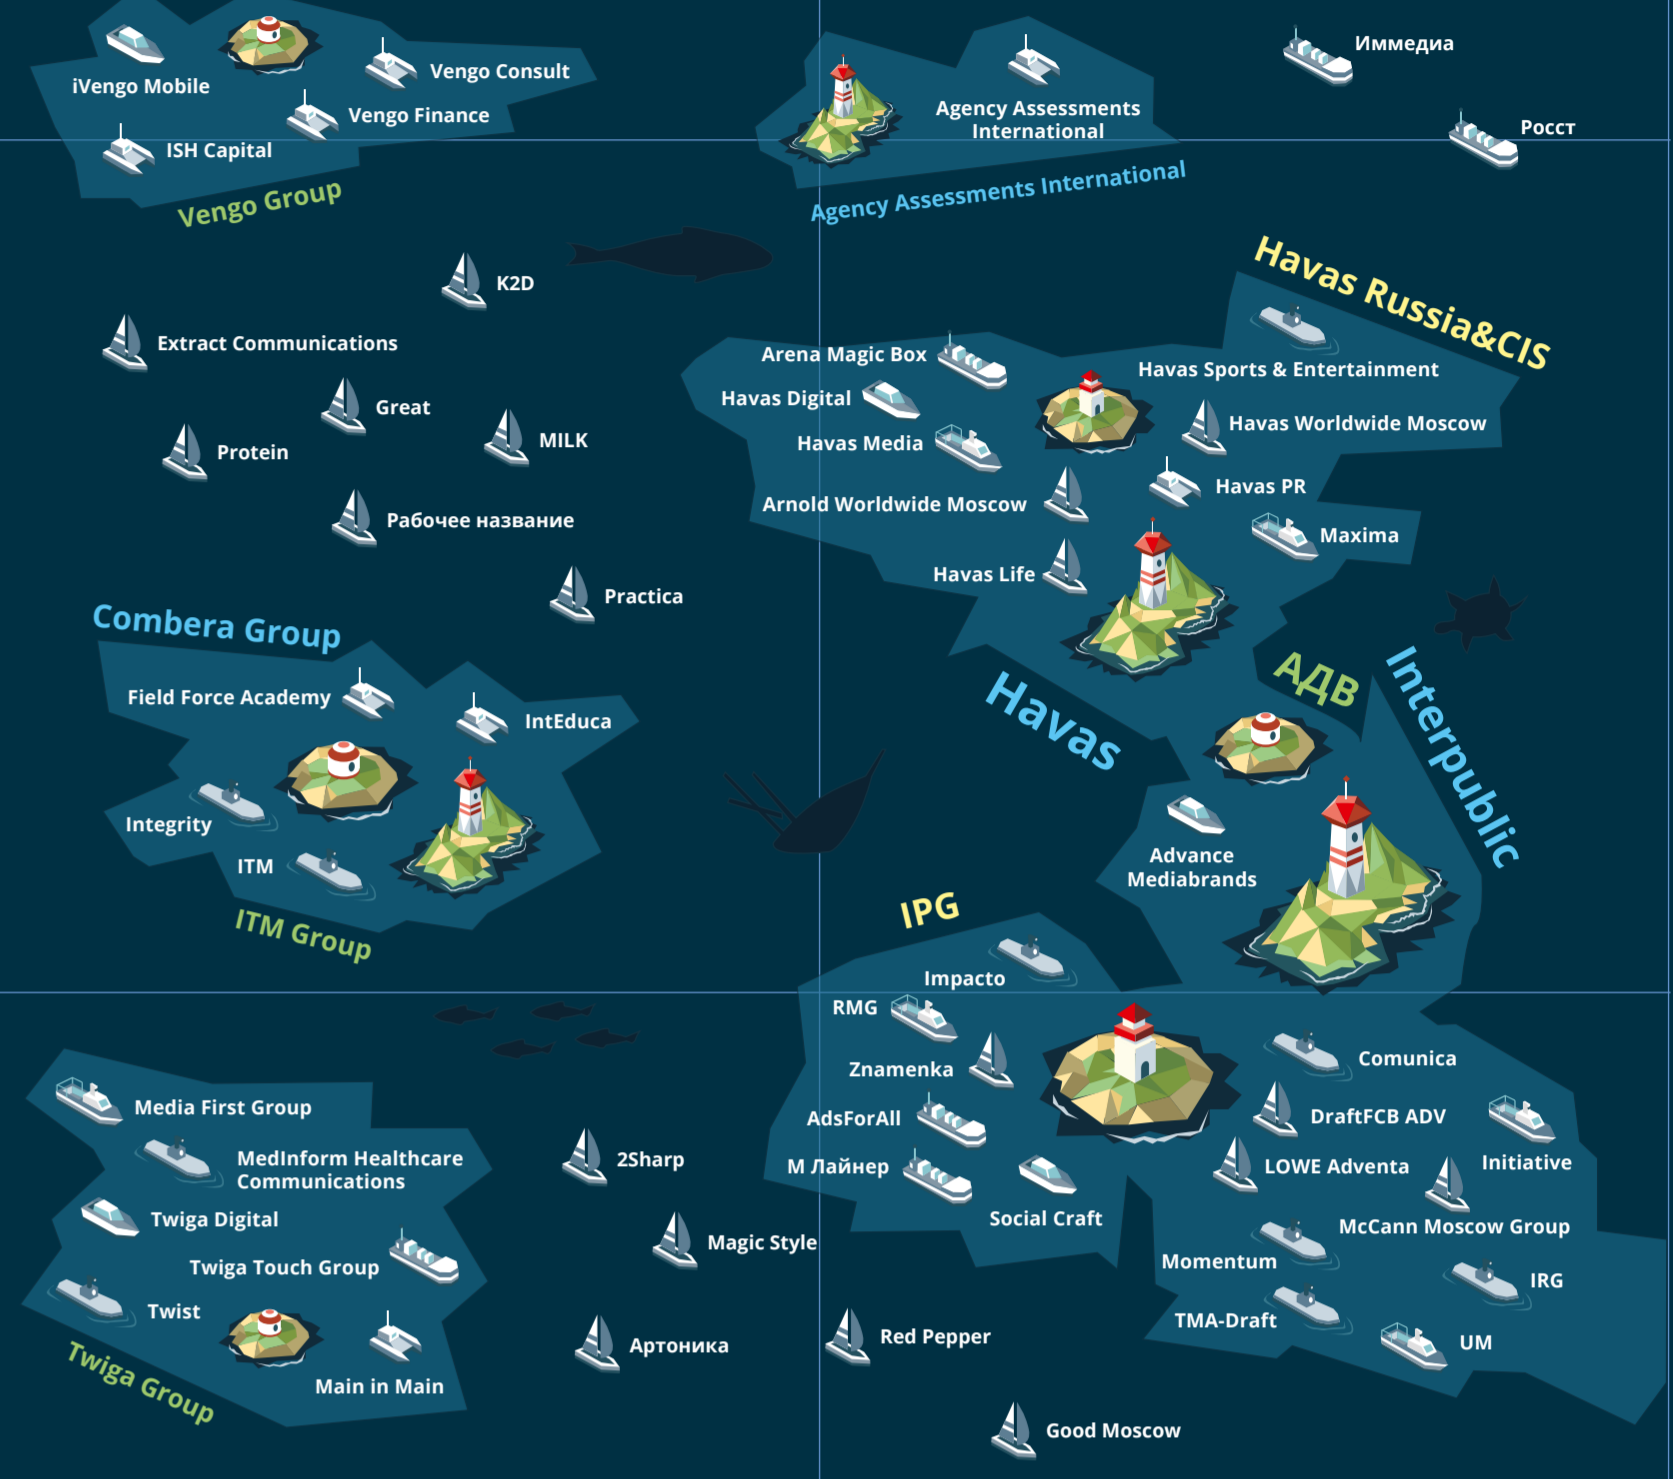 iVengo Mobile
Vengo Consult
Vengo Finance
ISH Capital
Vengo Group
Agency Assessments
International
Agency Assessments International
Иммедиа
Росст
K2D
Extract Communications
Great
MILK
Protein
Рабочее название
Practica
Havas Russia&CIS
Arena Magic Box
Havas Sports & Entertainment
Havas Digital
Havas Worldwide Moscow
Havas Media
Havas PR
Arnold Worldwide Moscow
Maxima
Havas Life
Havas
Combera Group
Field Force Academy
IntEduca
Integrity
ITM
ITM Group
АДВ
Interpublic
Advance
Mediabrands
IPG
Impacto
RMG
Znamenka
AdsForAll
М Лайнер
Social Craft
Comunica
DraftFCB ADV
Initiative
LOWE Adventa
McCann Moscow Group
Momentum
IRG
TMA-Draft
UM
Media First Group
MedInform Healthcare
Communications
Twiga Digital
Twiga Touch Group
Twist
Main in Main
Twiga Group
2Sharp
Magic Style
Артоника
Red Pepper
Good Moscow